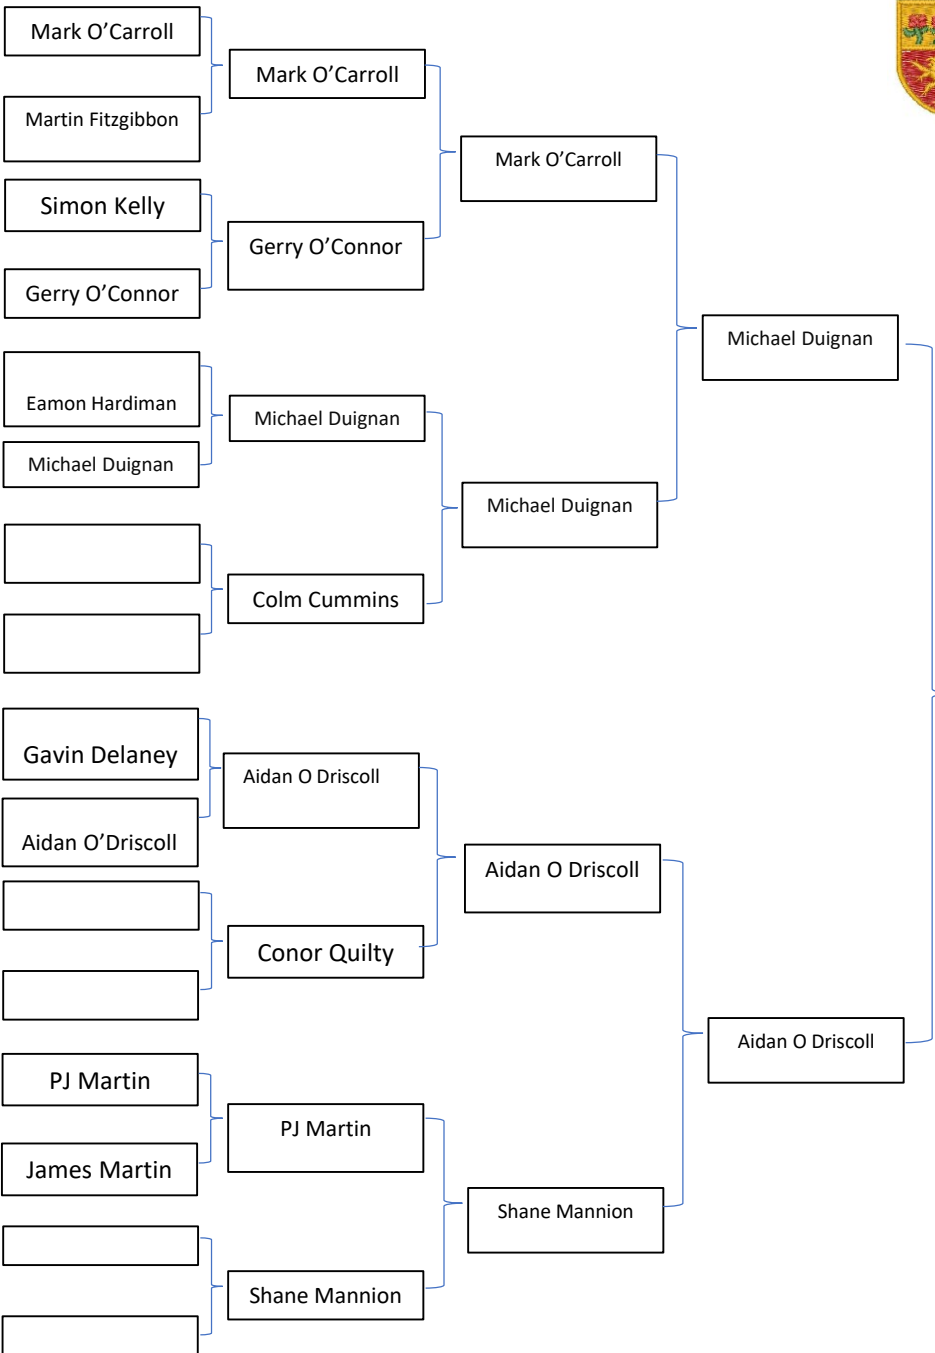 Mark O’Carroll
Martin Fitzgibbon
Simon Kelly
Gerry O’Connor
Eamon Hardiman
Michael Duignan
Gavin Delaney
Aidan O’Driscoll
PJ Martin
James Martin
Mark O’Carroll
Gerry O’Connor
Michael Duignan
Colm Cummins
Aidan O Driscoll
Conor Quilty
PJ Martin
Shane Mannion
Mark O’Carroll
Michael Duignan
Aidan O Driscoll
Shane Mannion
Michael Duignan
Aidan O Driscoll